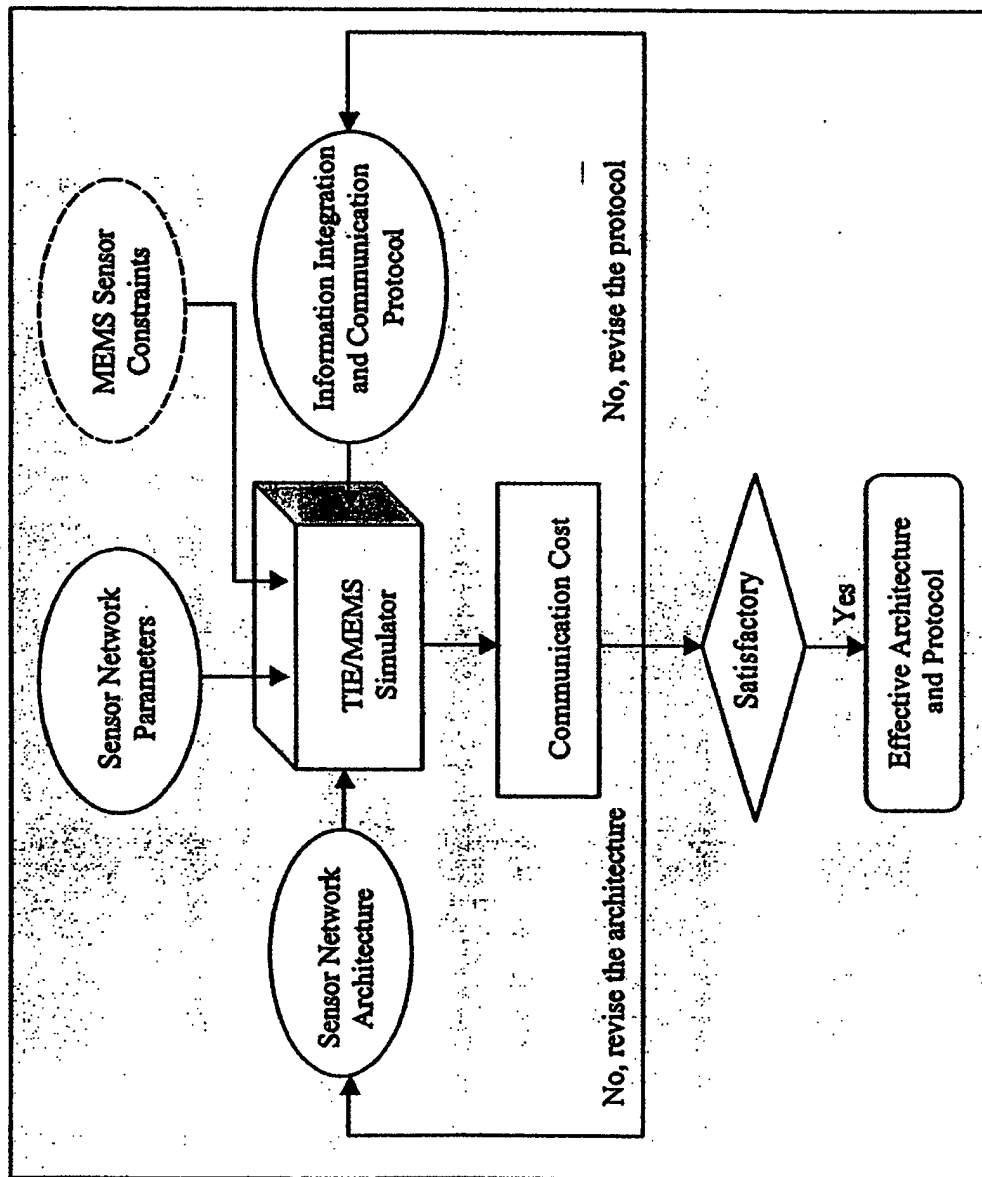 Sensor Network
Parameters
MEMS Sensor
Constraints
Sensor Network
Architecture
TIE/MEMS
Simulator
Information Integration
and Communication
Protocol
Communication Cost
No, revise the architecture
No, revise the protocol
Satisfactory
Yes
Effective Architecture
and Protocol